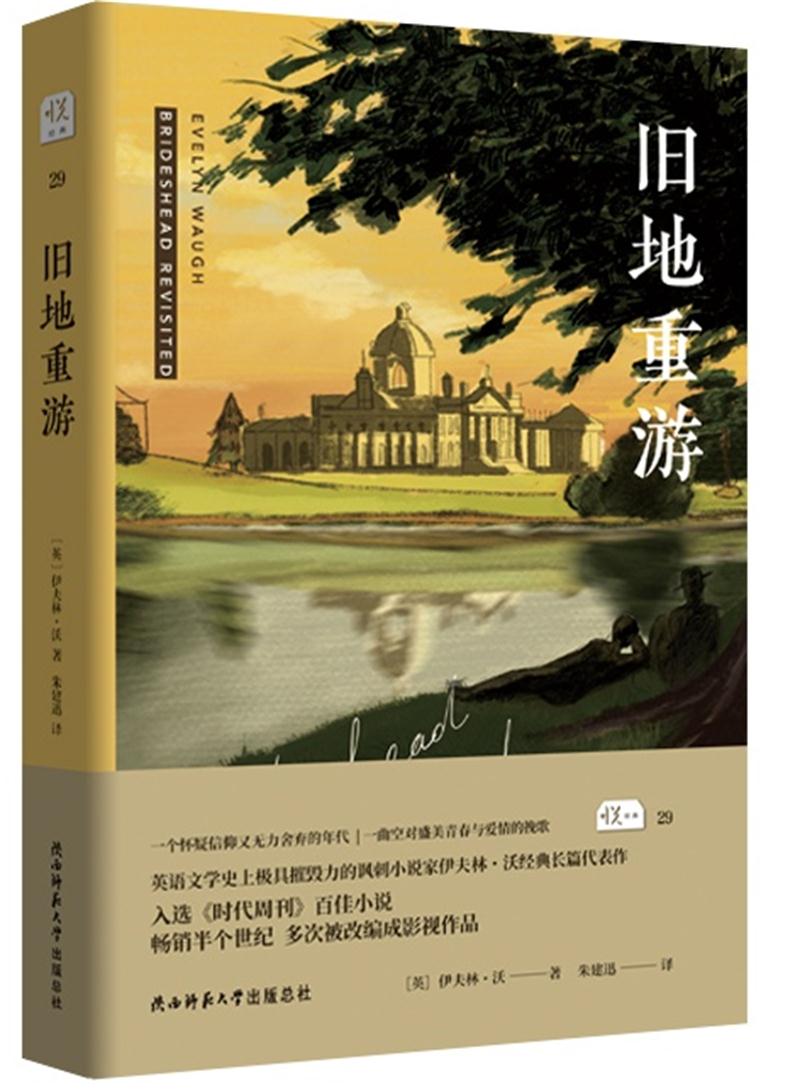 悦
经典
29
旧地重游
[英]伊夫林·沃 著 朱建迅 译
陕西师范大学出版总社
EVELYN WAUGH
BRIDESHEAD REVISITED
旧地重游
head
一个怀疑信仰又无力舍弃的年代|一曲空对盛美青春与爱情的挽歌
悦经典 29
英语文学史上极具摧毁力的讽刺小说家伊夫林·沃经典长篇代表作
入选《时代周刊》百佳小说
畅销半个世纪 多次被改编成影视作品
[英] 伊夫林·沃——著 朱建迅——译
陕西师范大学出版总社